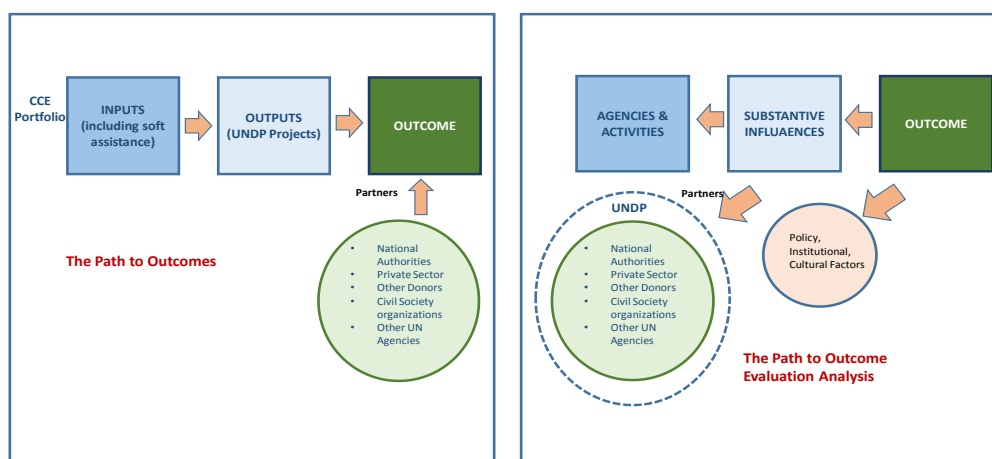 CCE
Portfolio
INPUTS
(including soft
assistance)
OUTPUTS
(UNDP Projects)
OUTCOME
Partners
• National
Authorities
• Private Sector
• Other Donors
• Civil Society
organizations
• Other UN
Agencies
The Path to Outcomes
AGENCIES &
ACTIVITIES
SUBSTANTIVE
INFLUAENCES
OUTCOME
Partners
UNDP
• National
Authorities
• Private Sector
• Other Donors
• Civil Society
organizations
• Other UN
Agencies
Policy,
Institutional,
Cultural Factors
The Path to Outcome
Evaluation Analysis